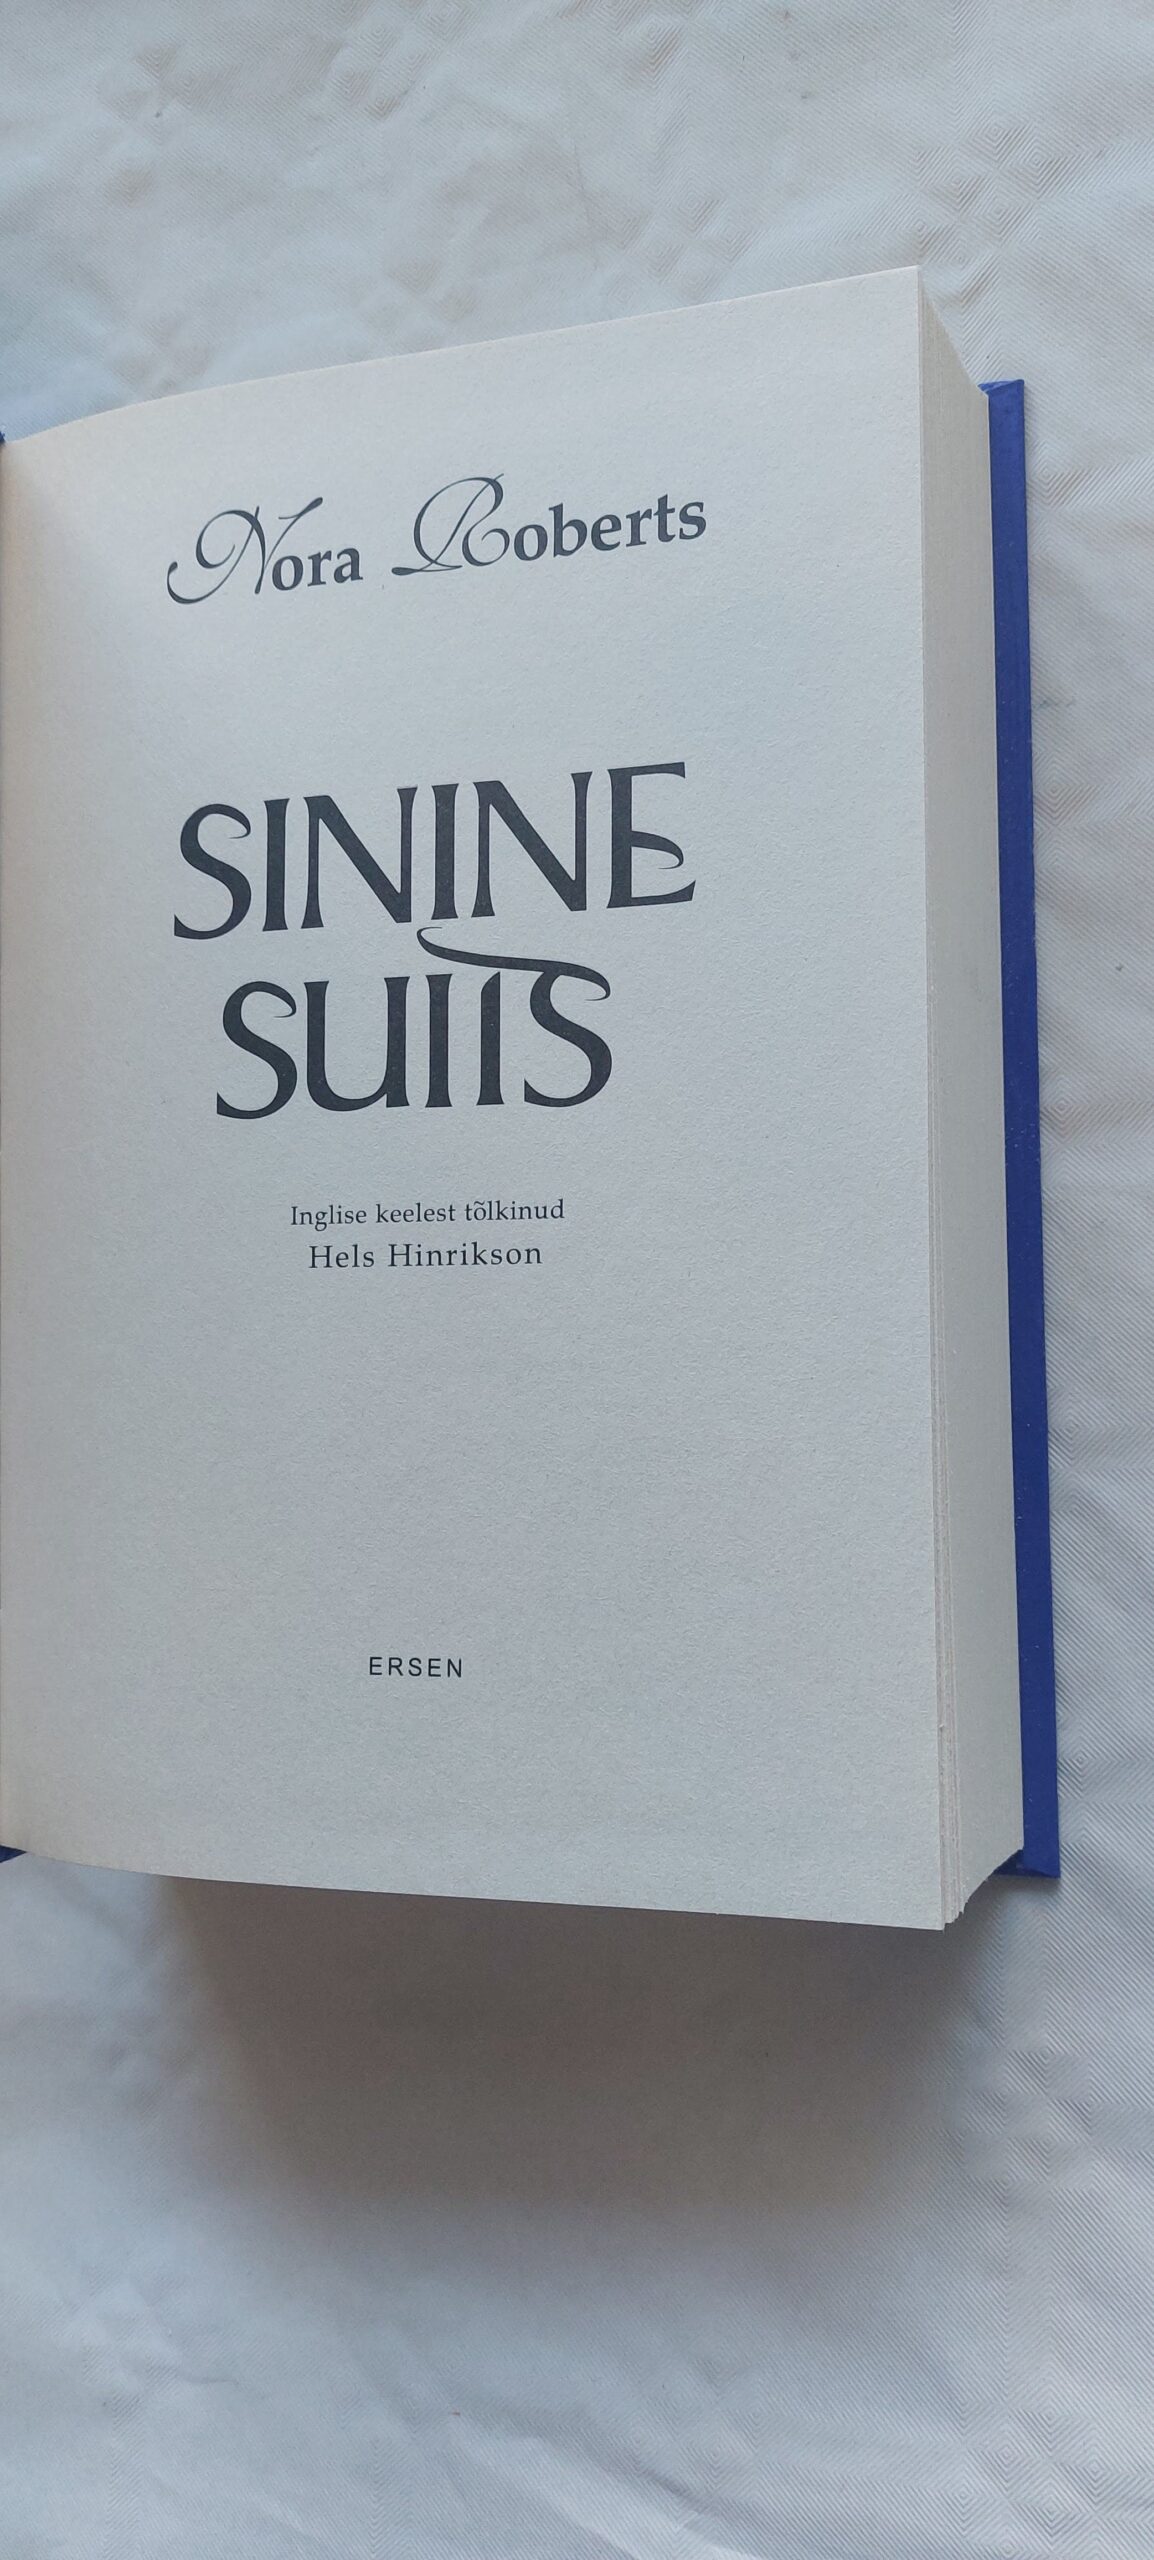 Nora Roberts
SININE
SUITS
Inglise keelest tõlkinud
Hels Hinrikson
ERSEN